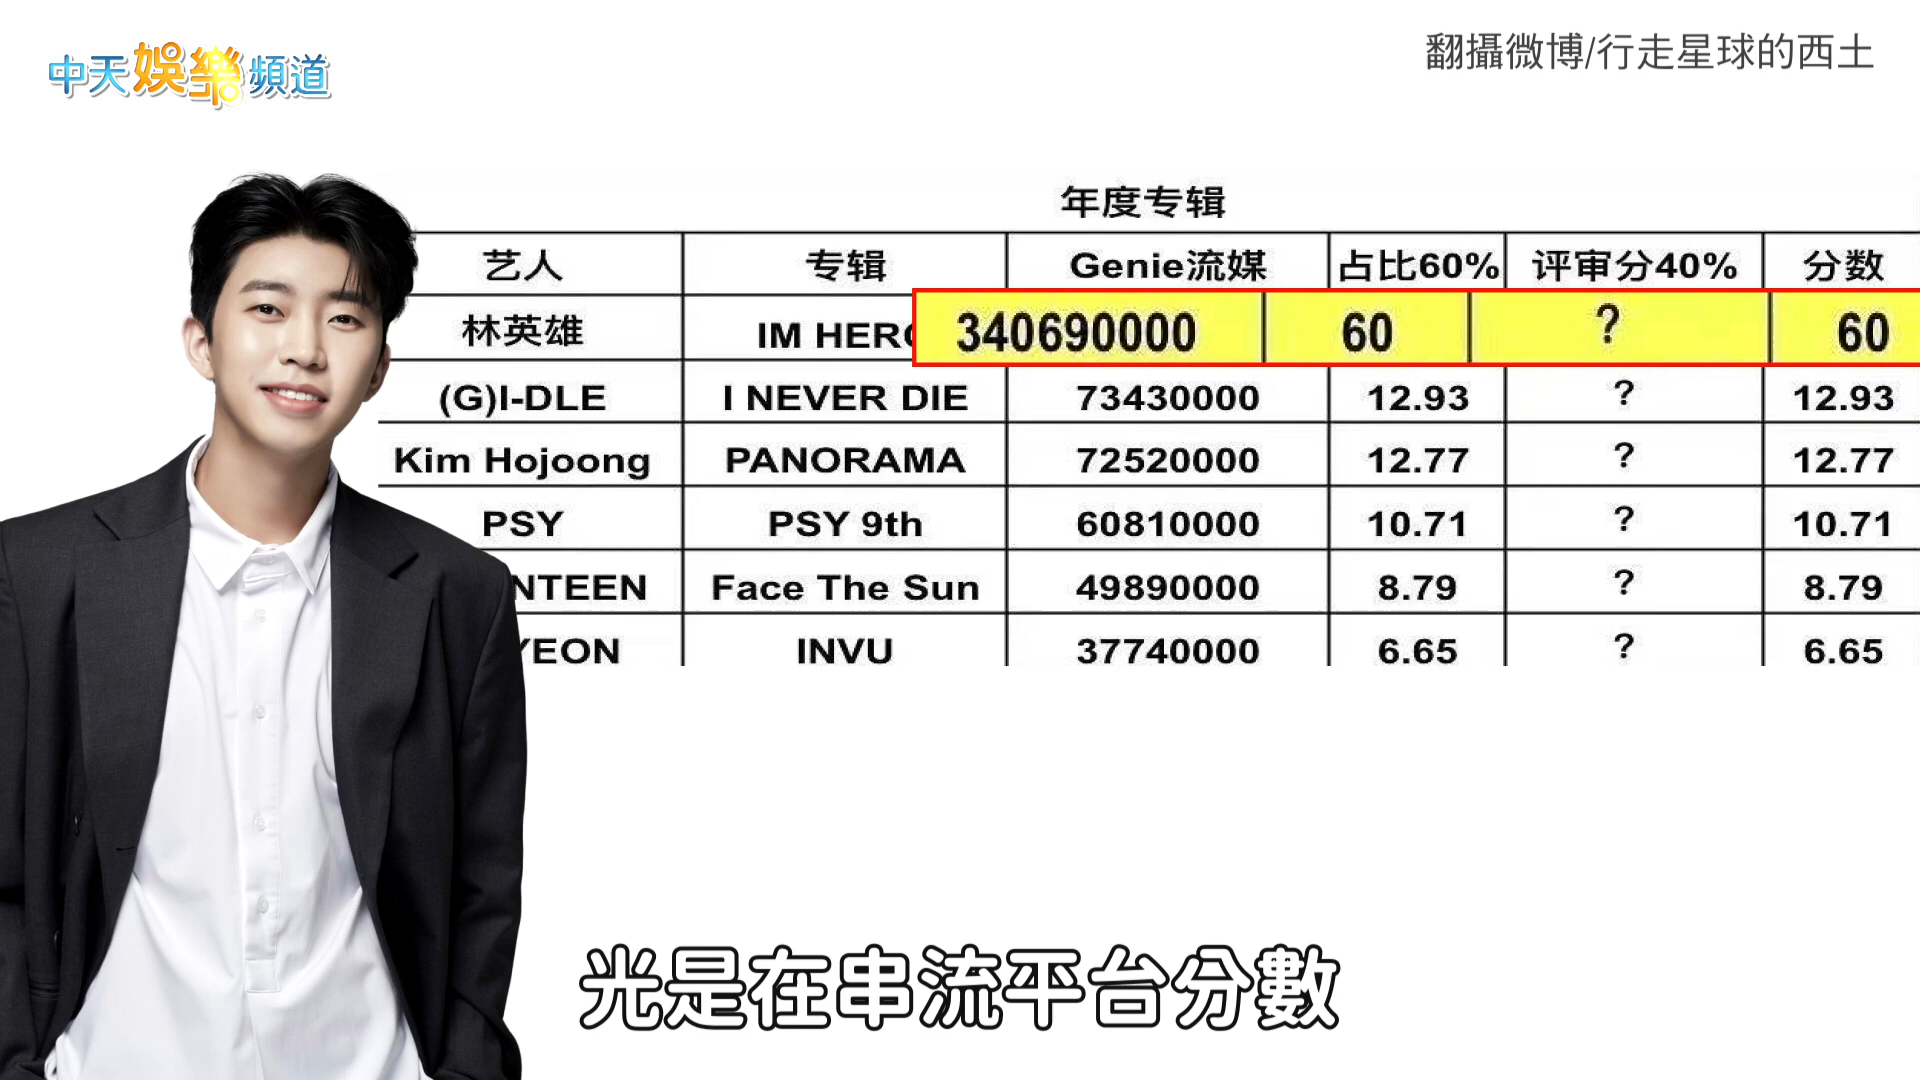 中天娛樂頻道
翻攝微博/行走星球的西土
年度专辑
艺人 专辑 Genie流媒 占比60% 评审分40% 分数
林英雄 IM HERO 340690000 60 ? 60
(G)I-DLE I NEVER DIE 73430000 12.93 ? 12.93
Kim Hojoong PANORAMA 72520000 12.77 ? 12.77
PSY PSY 9th 60810000 10.71 ? 10.71
NTEEN Face The Sun 49890000 8.79 ? 8.79
YEON INVU 37740000 6.65 ? 6.65
光是在串流平台分數